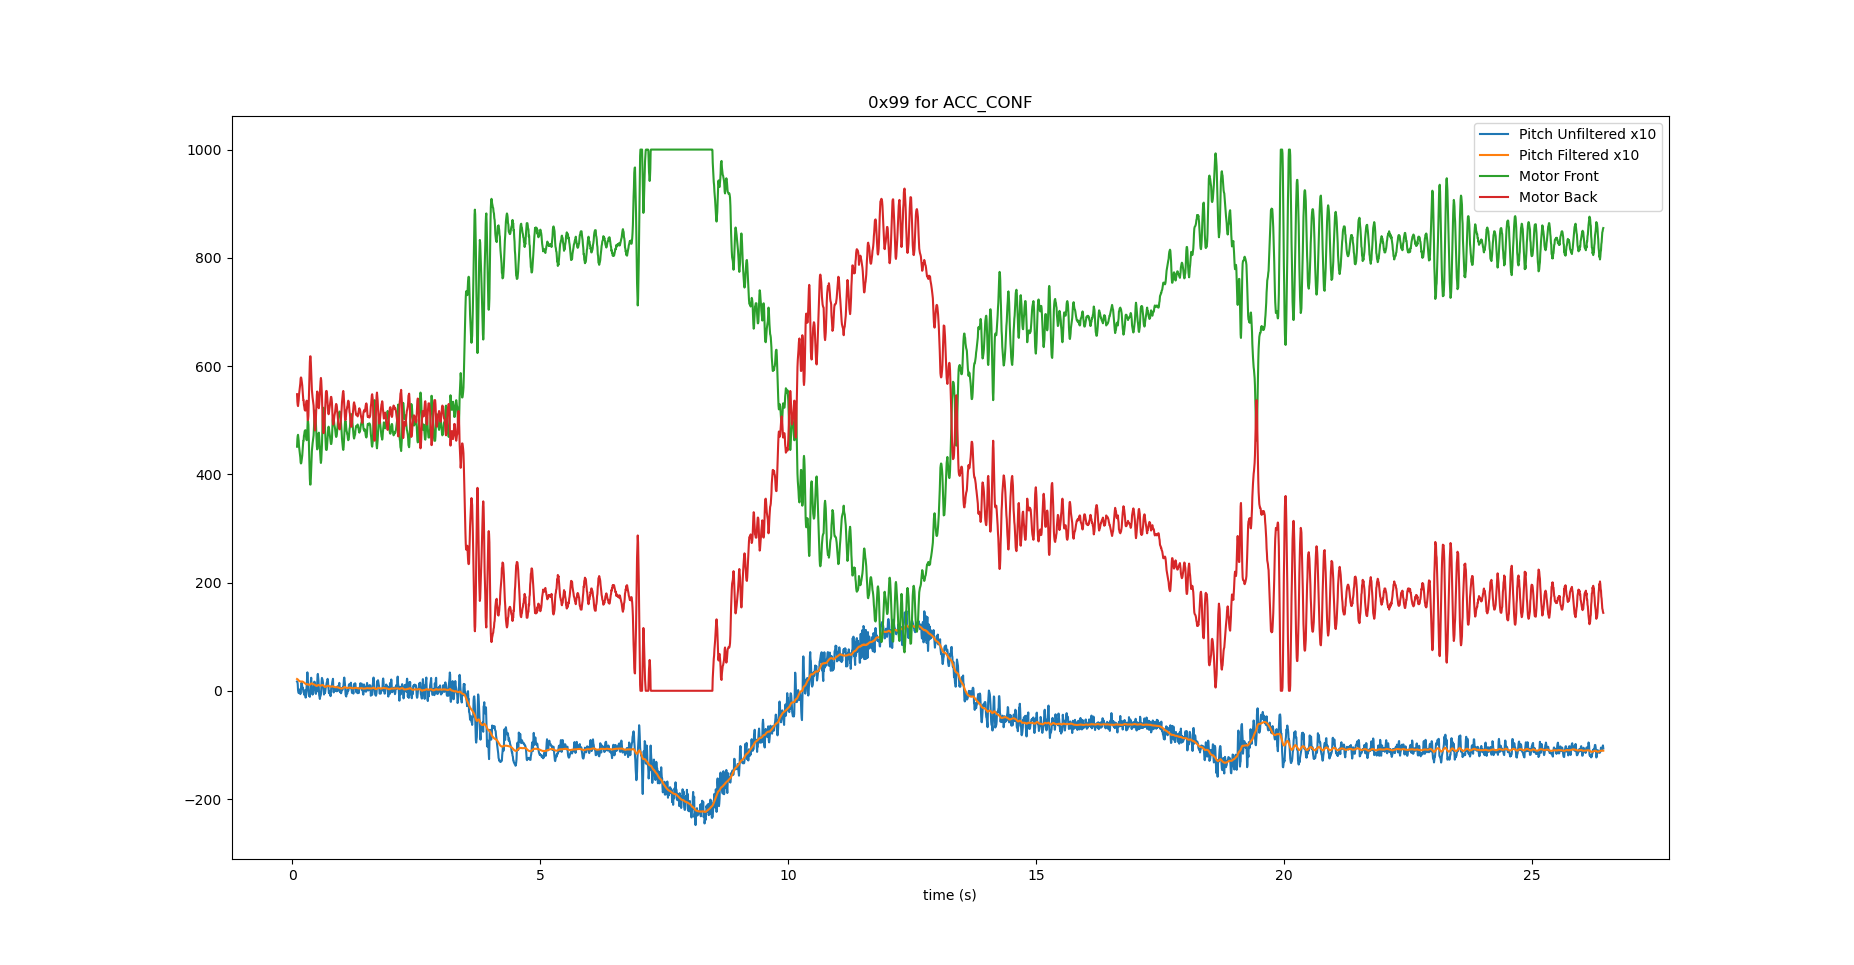 0x99 for ACC_CONF
Pitch Unfiltered x10
Pitch Filtered x10
Motor Front
Motor Back
1000
800
600
400
200
0
−200
0 5 10 15 20 25
time (s)